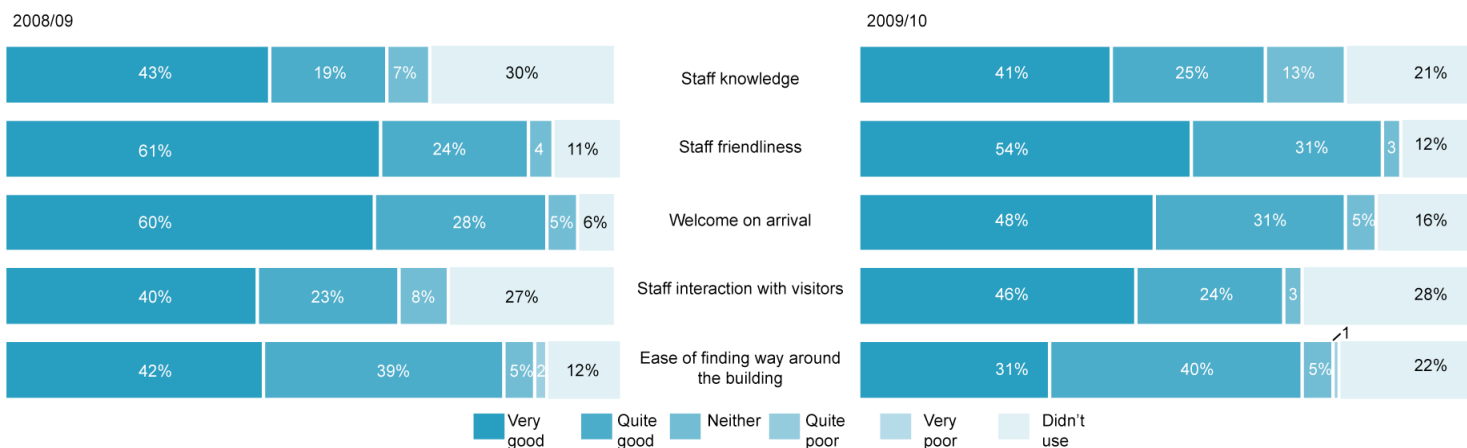 2008/09 2009/10
43% 19% 7% 30% Staff knowledge 41% 25% 13% 21%
61% 24% 4 11% Staff friendliness 54% 31% 3 12%
60% 28% 5% 6% Welcome on arrival 48% 31% 5% 16%
40% 23% 8% 27% Staff interaction with visitors 46% 24% 3 28%
1
42% 39% 5% 2 12% Ease of finding way around 31% 40% 5% 22%
the building
Very Quite Neither Quite Very Didn't
good good poor poor use